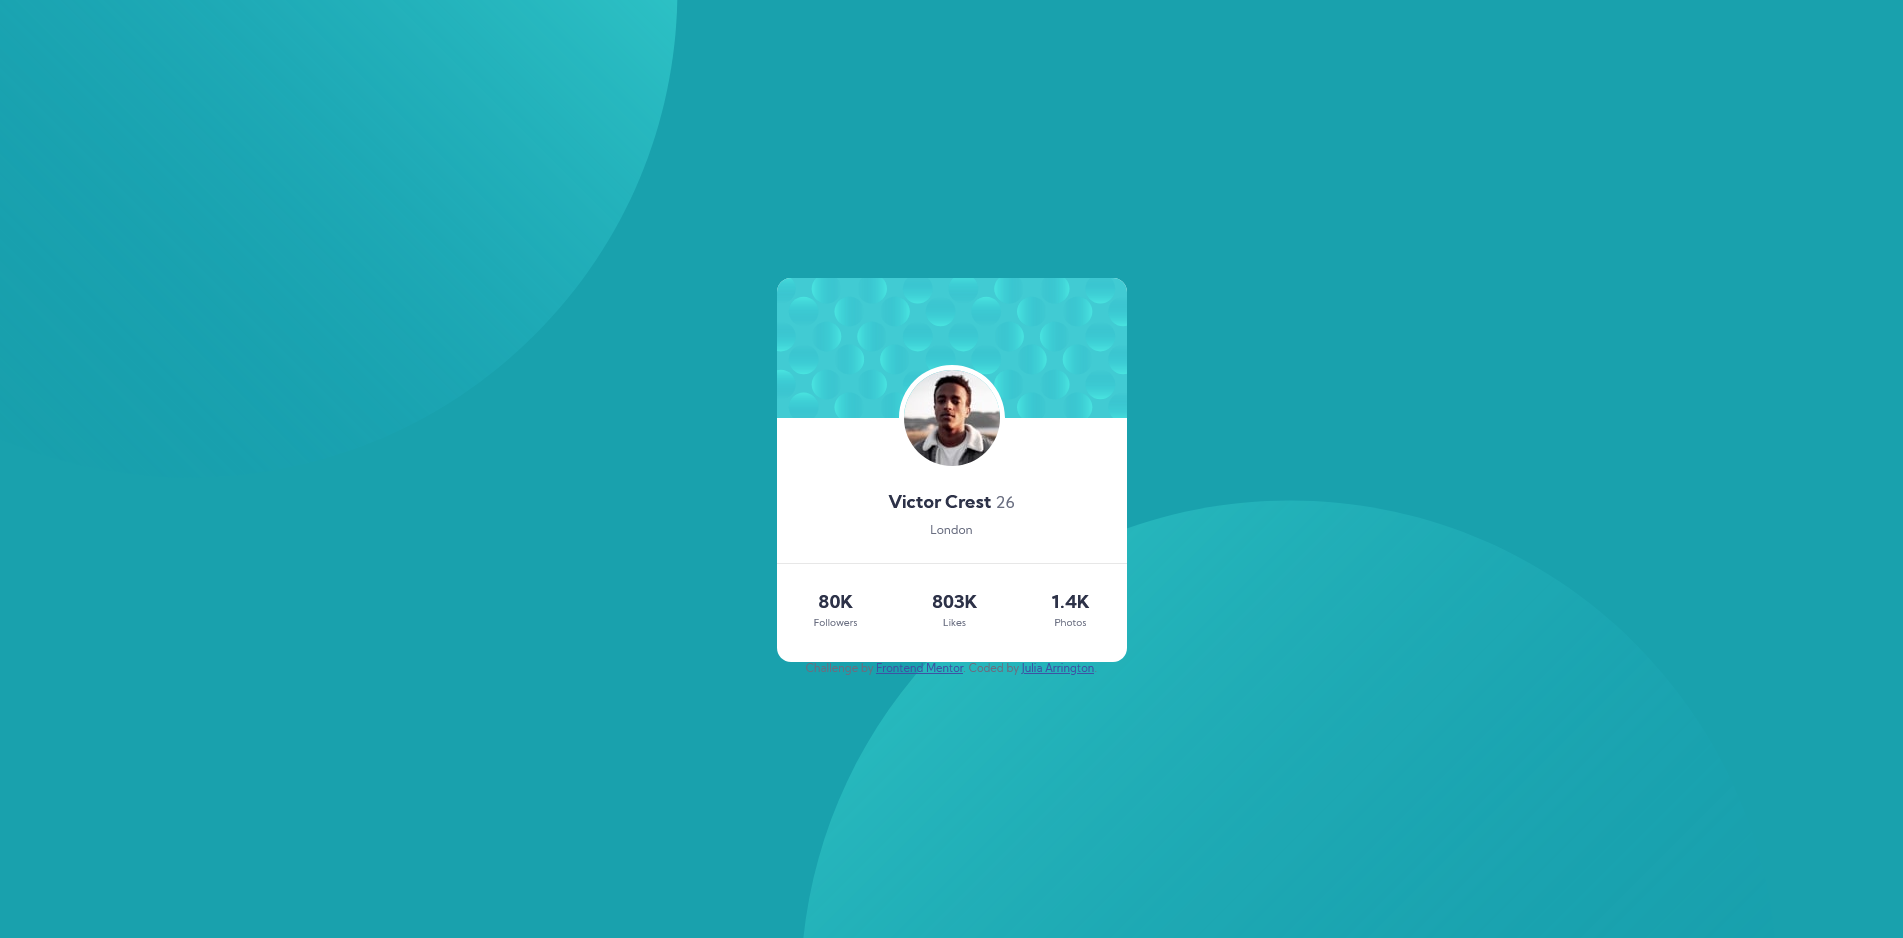 Victor Crest 26
London
80K 803K 1.4K
Followers Likes Photos
Challenge by Frontend Mentor. Coded by Julia Arrington.